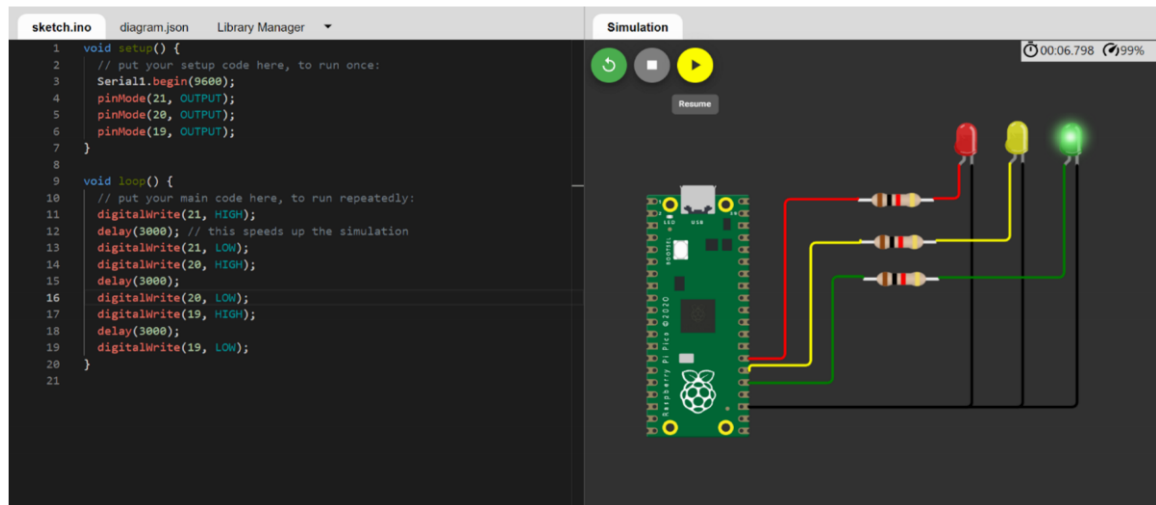 sketch.ino diagram.json Library Manager
1 void setup() {
2 // put your setup code here, to run once:
3 Serial1.begin(9600);
4 pinMode(21, OUTPUT);
5 pinMode(20, OUTPUT);
6 pinMode(19, OUTPUT);
7 }
8
9 void loop() {
10 // put your main code here, to run repeatedly:
11 digitalWrite(21, HIGH);
12 delay(3000); // this speeds up the simulation
13 digitalWrite(21, LOW);
14 digitalWrite(20, HIGH);
15 delay(3000);
16 digitalWrite(20, LOW);
17 digitalWrite(19, HIGH);
18 delay(3000);
19 digitalWrite(19, LOW);
20 }
21
Simulation
00:06.798 99%
Resume
LED USB
BOOTSEL
Raspberry Pi Pico ©2020